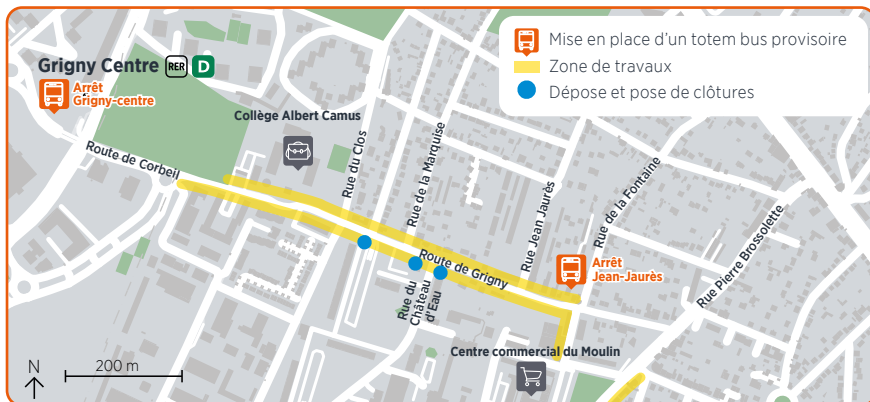 Mise en place d'un totem bus provisoire
Zone de travaux
Dépose et pose de clôtures
Grigny Centre RER D
Arrêt
Grigny-centre
Collège Albert Camus
Route de Corbeil
Rue du Clos
Rue de la Marquise
Rue Jean Jaurès
Rue de la Fontaine
Rue Pierre Brossolette
Route de Grigny
Arrêt
Jean-Jaurès
Rue du
Château
d'Eau
Centre commercial du Moulin
N
200 m